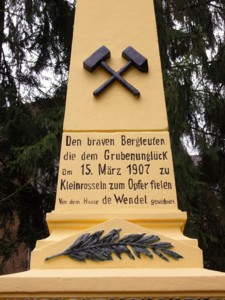 Den braven Bergleuten
die dem Grubenunglück
am 15. März 1907 zu
Kleinrosseln zum Opfer fielen
Von dem Hause de Wendel gewidmet.